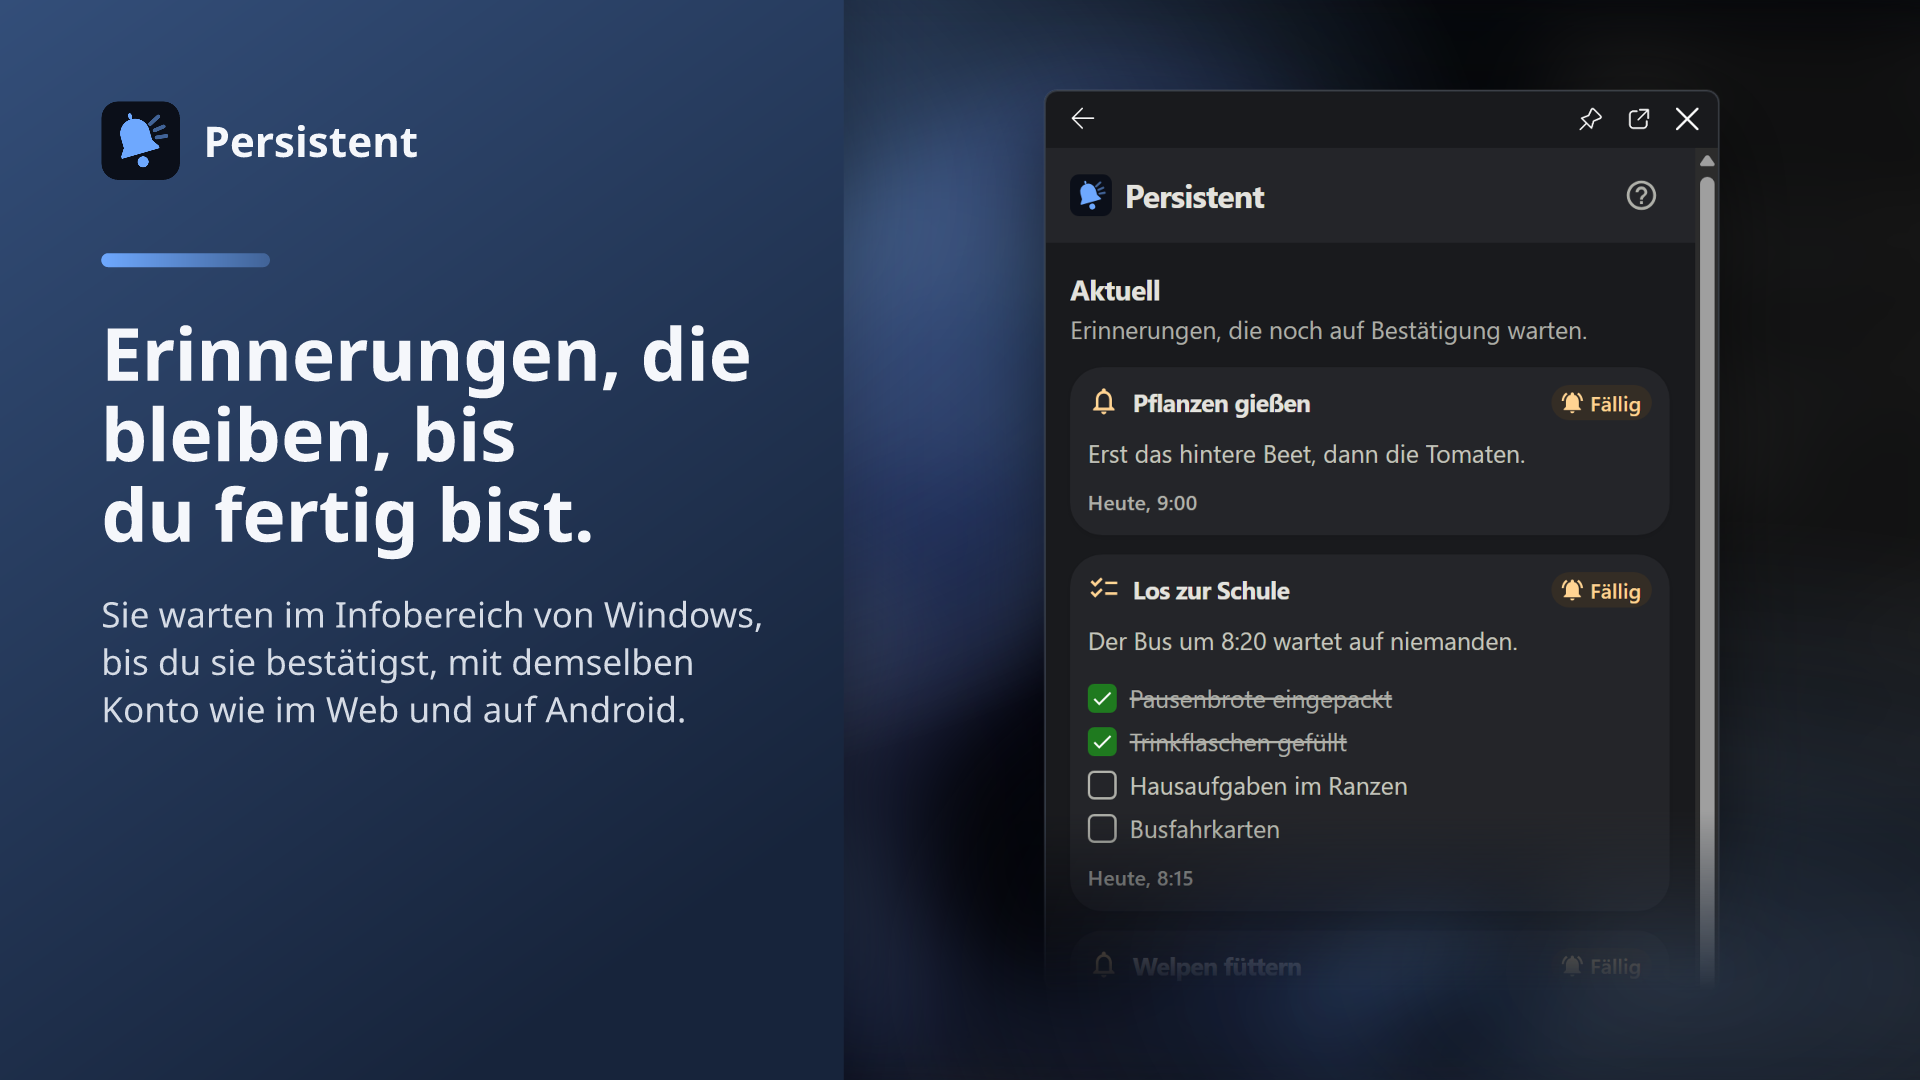 Persistent
Erinnerungen, die
bleiben, bis
du fertig bist.
Sie warten im Infobereich von Windows,
bis du sie bestätigst, mit demselben
Konto wie im Web und auf Android.
Persistent
Aktuell
Erinnerungen, die noch auf Bestätigung warten.
Pflanzen gießen
Fällig
Erst das hintere Beet, dann die Tomaten.
Heute, 9:00
Los zur Schule
Fällig
Der Bus um 8:20 wartet auf niemanden.
Pausenbrote eingepackt
Trinkflaschen gefüllt
Hausaufgaben im Ranzen
Busfahrkarten
Heute, 8:15
Welpen füttern
Fällig